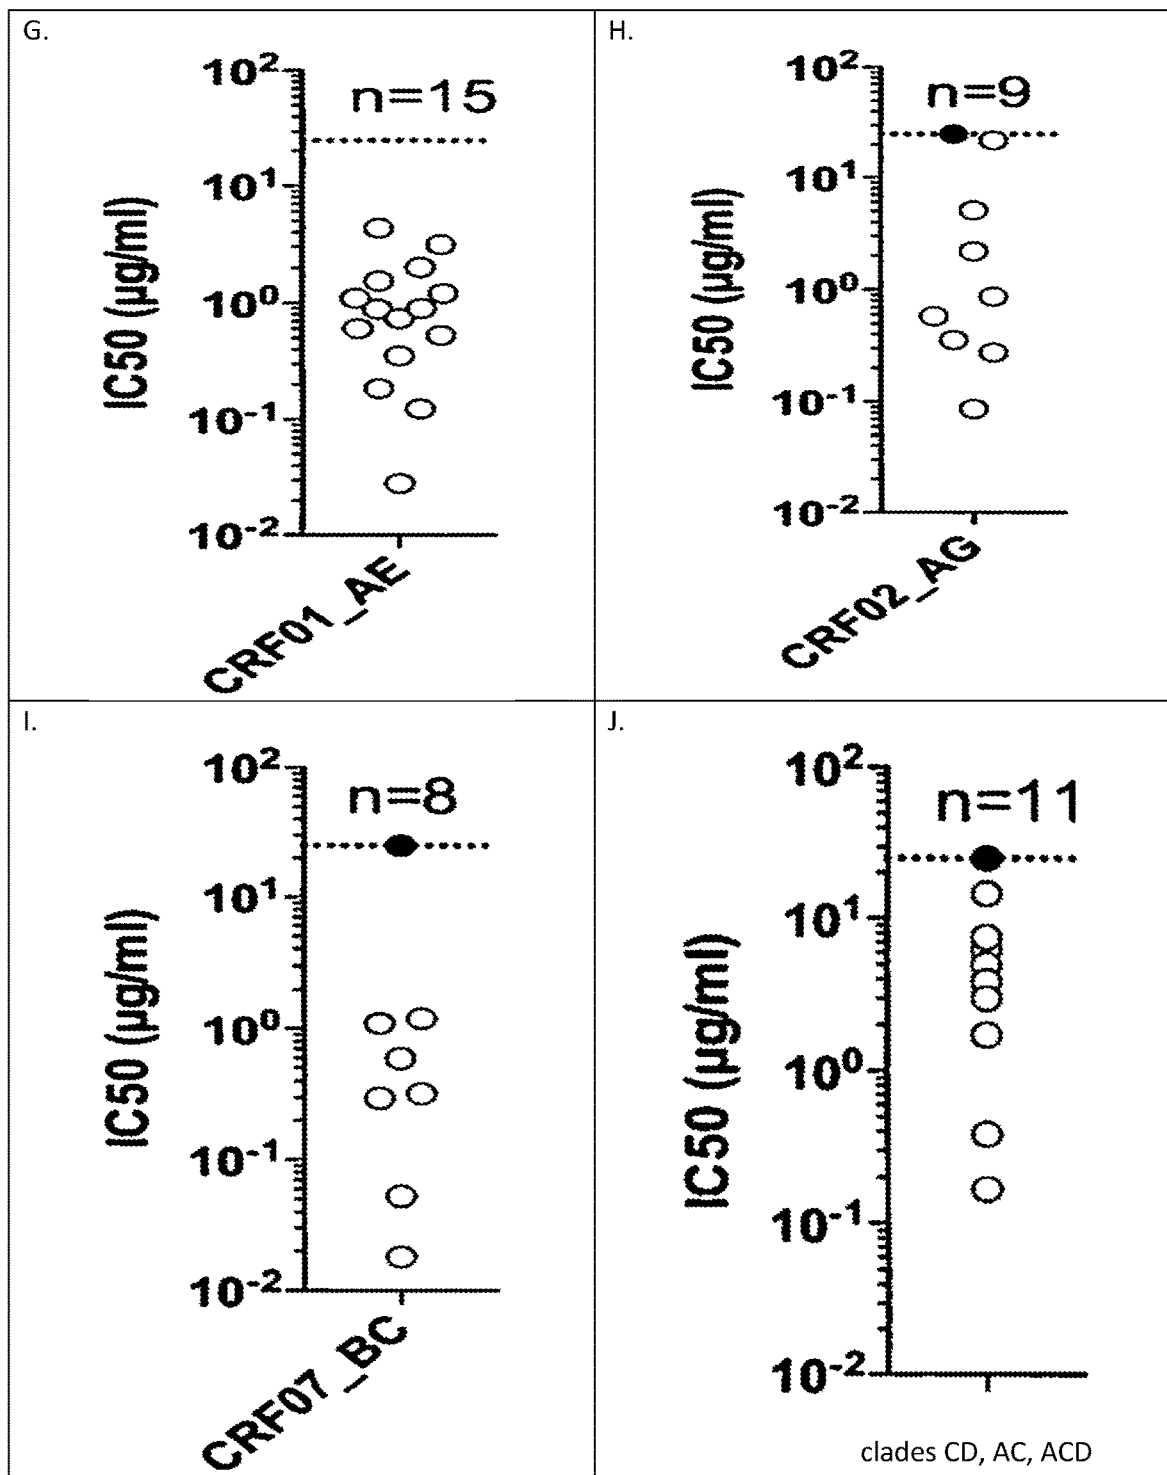 G.
10²
n=15
10¹
10⁰
10⁻¹
10⁻²
IC50 (µg/ml)
CRF01_AE
H.
10²
n=9
10¹
10⁰
10⁻¹
10⁻²
IC50 (µg/ml)
CRF02_AG
I.
10²
n=8
10¹
10⁰
10⁻¹
10⁻²
IC50 (µg/ml)
CRF07_BC
J.
10²
n=11
10¹
10⁰
10⁻¹
10⁻²
IC50 (µg/ml)
clades CD, AC, ACD